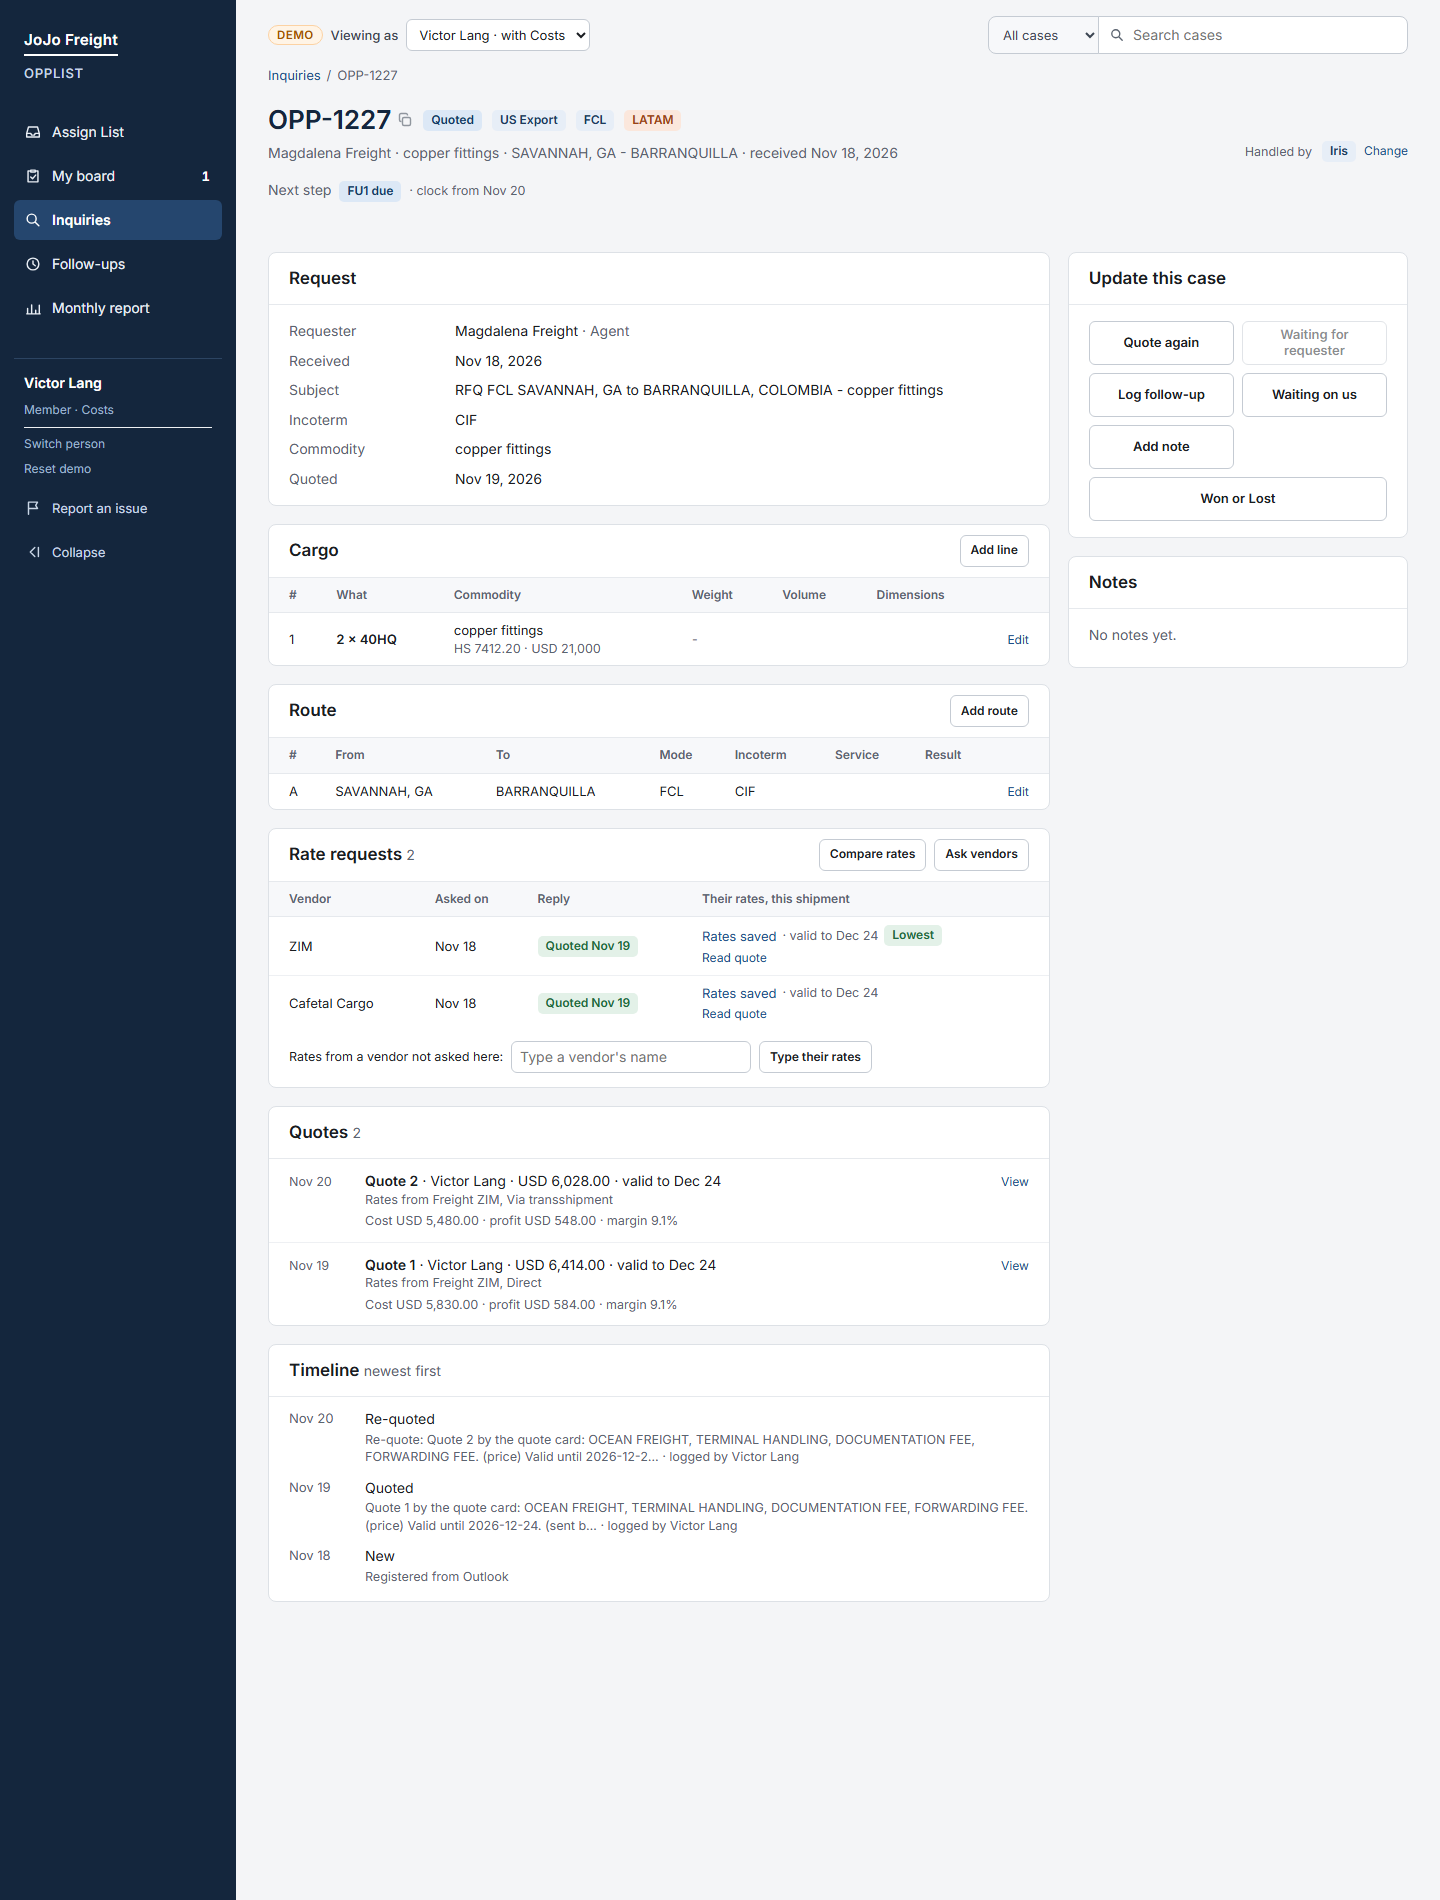 JoJo Freight
OPPLIST
Assign List
My board 1
Inquiries
Follow-ups
Monthly report
Victor Lang
Member · Costs
Switch person
Reset demo
Report an issue
Collapse
DEMO Viewing as Victor Lang · with Costs
All cases Search cases
Inquiries / OPP-1227
OPP-1227 Quoted US Export FCL LATAM
Magdalena Freight · copper fittings · SAVANNAH, GA - BARRANQUILLA · received Nov 18, 2026
Handled by Iris Change
Next step FU1 due · clock from Nov 20
Request
Requester Magdalena Freight · Agent
Received Nov 18, 2026
Subject RFQ FCL SAVANNAH, GA to BARRANQUILLA, COLOMBIA - copper fittings
Incoterm CIF
Commodity copper fittings
Quoted Nov 19, 2026
Cargo Add line
# What Commodity Weight Volume Dimensions
1 2 × 40HQ copper fittings - Edit
HS 7412.20 · USD 21,000
Route Add route
# From To Mode Incoterm Service Result
A SAVANNAH, GA BARRANQUILLA FCL CIF Edit
Rate requests 2 Compare rates Ask vendors
Vendor Asked on Reply Their rates, this shipment
ZIM Nov 18 Quoted Nov 19 Rates saved · valid to Dec 24 Lowest
Read quote
Cafetal Cargo Nov 18 Quoted Nov 19 Rates saved · valid to Dec 24
Read quote
Rates from a vendor not asked here: Type a vendor's name Type their rates
Quotes 2
Nov 20 Quote 2 · Victor Lang · USD 6,028.00 · valid to Dec 24 View
Rates from Freight ZIM, Via transshipment
Cost USD 5,480.00 · profit USD 548.00 · margin 9.1%
Nov 19 Quote 1 · Victor Lang · USD 6,414.00 · valid to Dec 24 View
Rates from Freight ZIM, Direct
Cost USD 5,830.00 · profit USD 584.00 · margin 9.1%
Timeline newest first
Nov 20 Re-quoted
Re-quote: Quote 2 by the quote card: OCEAN FREIGHT, TERMINAL HANDLING, DOCUMENTATION FEE,
FORWARDING FEE. (price) Valid until 2026-12-2... · logged by Victor Lang
Nov 19 Quoted
Quote 1 by the quote card: OCEAN FREIGHT, TERMINAL HANDLING, DOCUMENTATION FEE, FORWARDING FEE.
(price) Valid until 2026-12-24. (sent b... · logged by Victor Lang
Nov 18 New
Registered from Outlook
Update this case
Quote again Waiting for requester
Log follow-up Waiting on us
Add note
Won or Lost
Notes
No notes yet.